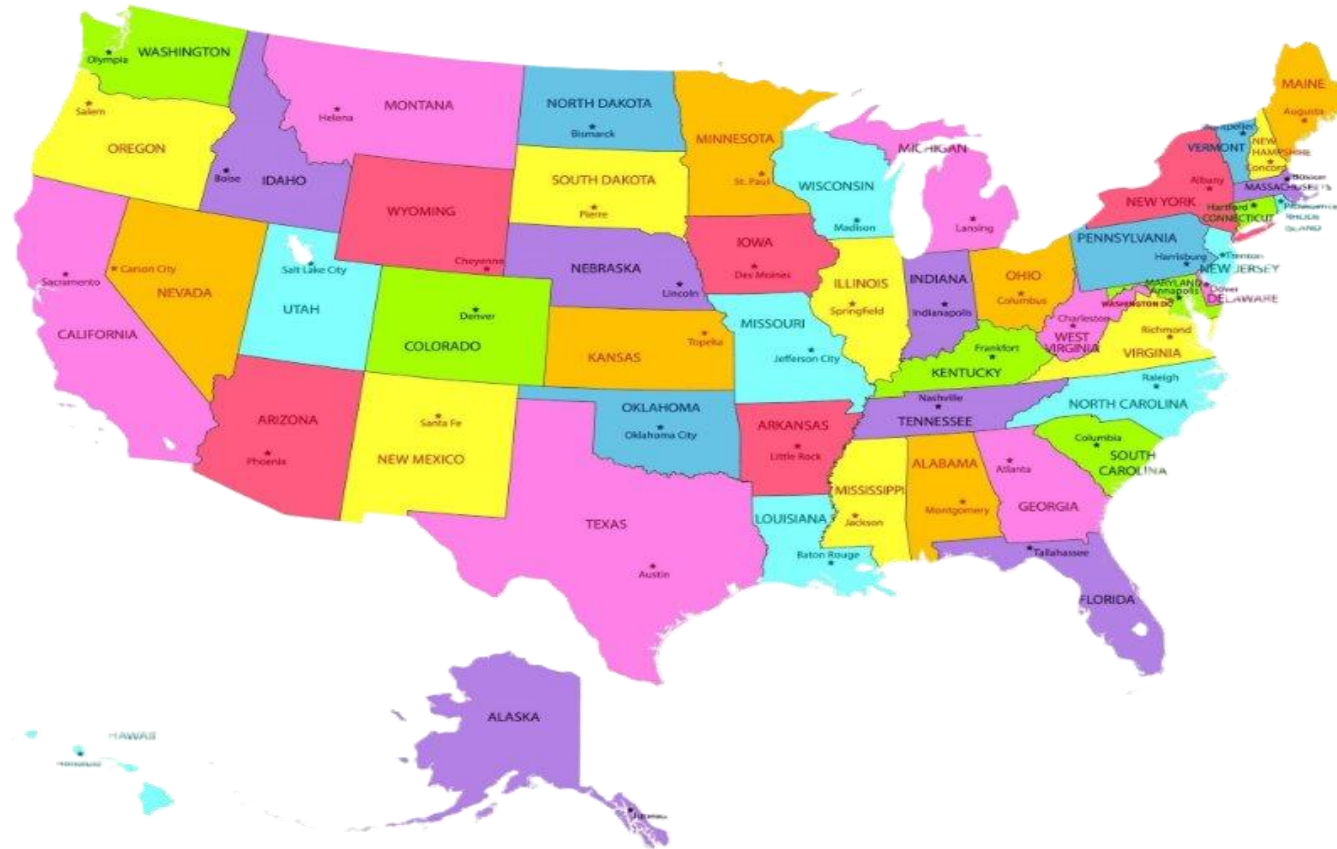 WASHINGTON
Olympia
MONTANA
Helena
NORTH DAKOTA
Bismarck
MINNESOTA
St. Paul
MICHIGAN
Lansing
MAINE
Augusta
VERMONT
NEW
HAMPSHIRE
Concord
Salem
OREGON
Boise
IDAHO
WYOMING
Cheyenne
SOUTH DAKOTA
Pierre
WISCONSIN
Madison
Albany
NEW YORK
MASSACHUSETTS
Hartford
CONNECTICUT
RHODE
ISLAND
IOWA
Des Moines
NEBRASKA
Lincoln
PENNSYLVANIA
Harrisburg
Trenton
NEW JERSEY
Sacramento
CALIFORNIA
Carson City
NEVADA
Salt Lake City
UTAH
Denver
COLORADO
Topeka
KANSAS
MISSOURI
Jefferson City
ILLINOIS
Springfield
INDIANA
Indianapolis
OHIO
Columbus
MARYLAND
Annapolis
WASHINGTON DC
Dover
DELAWARE
Charleston
WEST
VIRGINIA
Richmond
VIRGINIA
Frankfort
KENTUCKY
Nashville
TENNESSEE
Raleigh
NORTH CAROLINA
ARIZONA
Phoenix
Santa Fe
NEW MEXICO
OKLAHOMA
Oklahoma City
ARKANSAS
Little Rock
Columbia
SOUTH
CAROLINA
TEXAS
Austin
LOUISIANA
Baton Rouge
MISSISSIPPI
Jackson
ALABAMA
Montgomery
Atlanta
GEORGIA
Tallahassee
FLORIDA
ALASKA